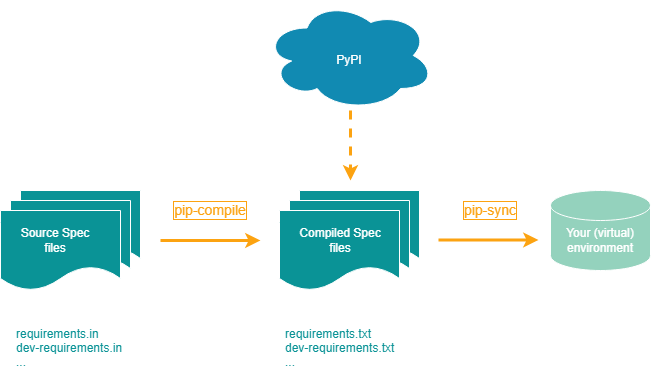 PyPI
pip-compile
pip-sync
Source Spec
files
Compiled Spec
files
Your (virtual)
environment
requirements.in
dev-requirements.in
...
requirements.txt
dev-requirements.txt
...